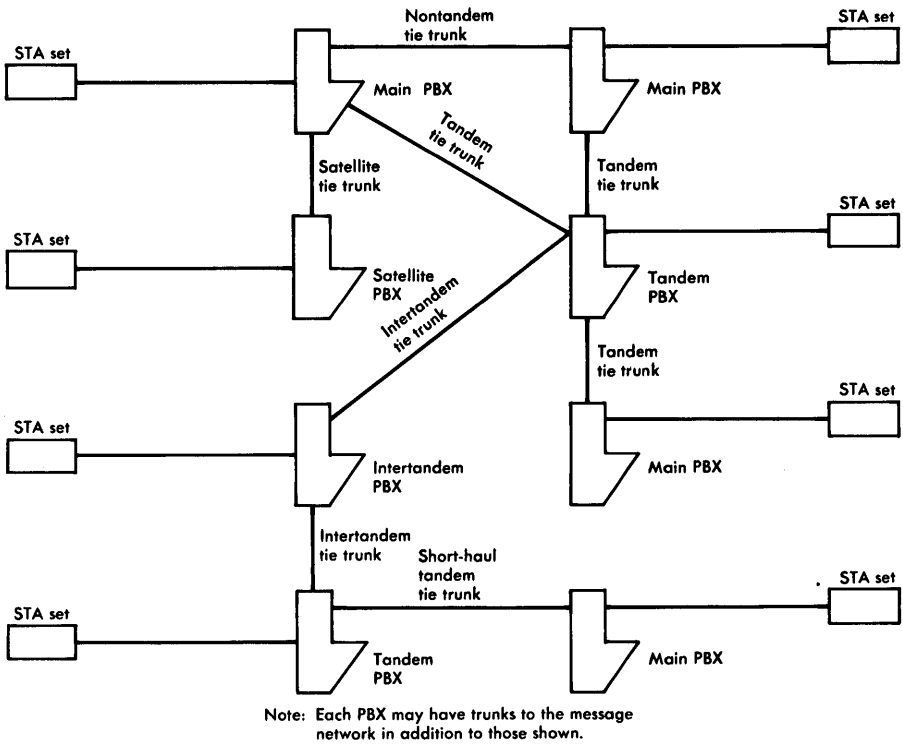 Nontandem
tie trunk
STA set
STA set
Main PBX
Main PBX
Tandem
tie trunk
Satellite
tie trunk
Tandem
tie trunk
STA set
STA set
Satellite
PBX
Tandem
PBX
Intertandem
tie trunk
Tandem
tie trunk
STA set
STA set
Intertandem
PBX
Main PBX
Intertandem
tie trunk
Short-haul
tandem
tie trunk
STA set
STA set
Tandem
PBX
Main PBX
Note: Each PBX may have trunks to the message
network in addition to those shown.